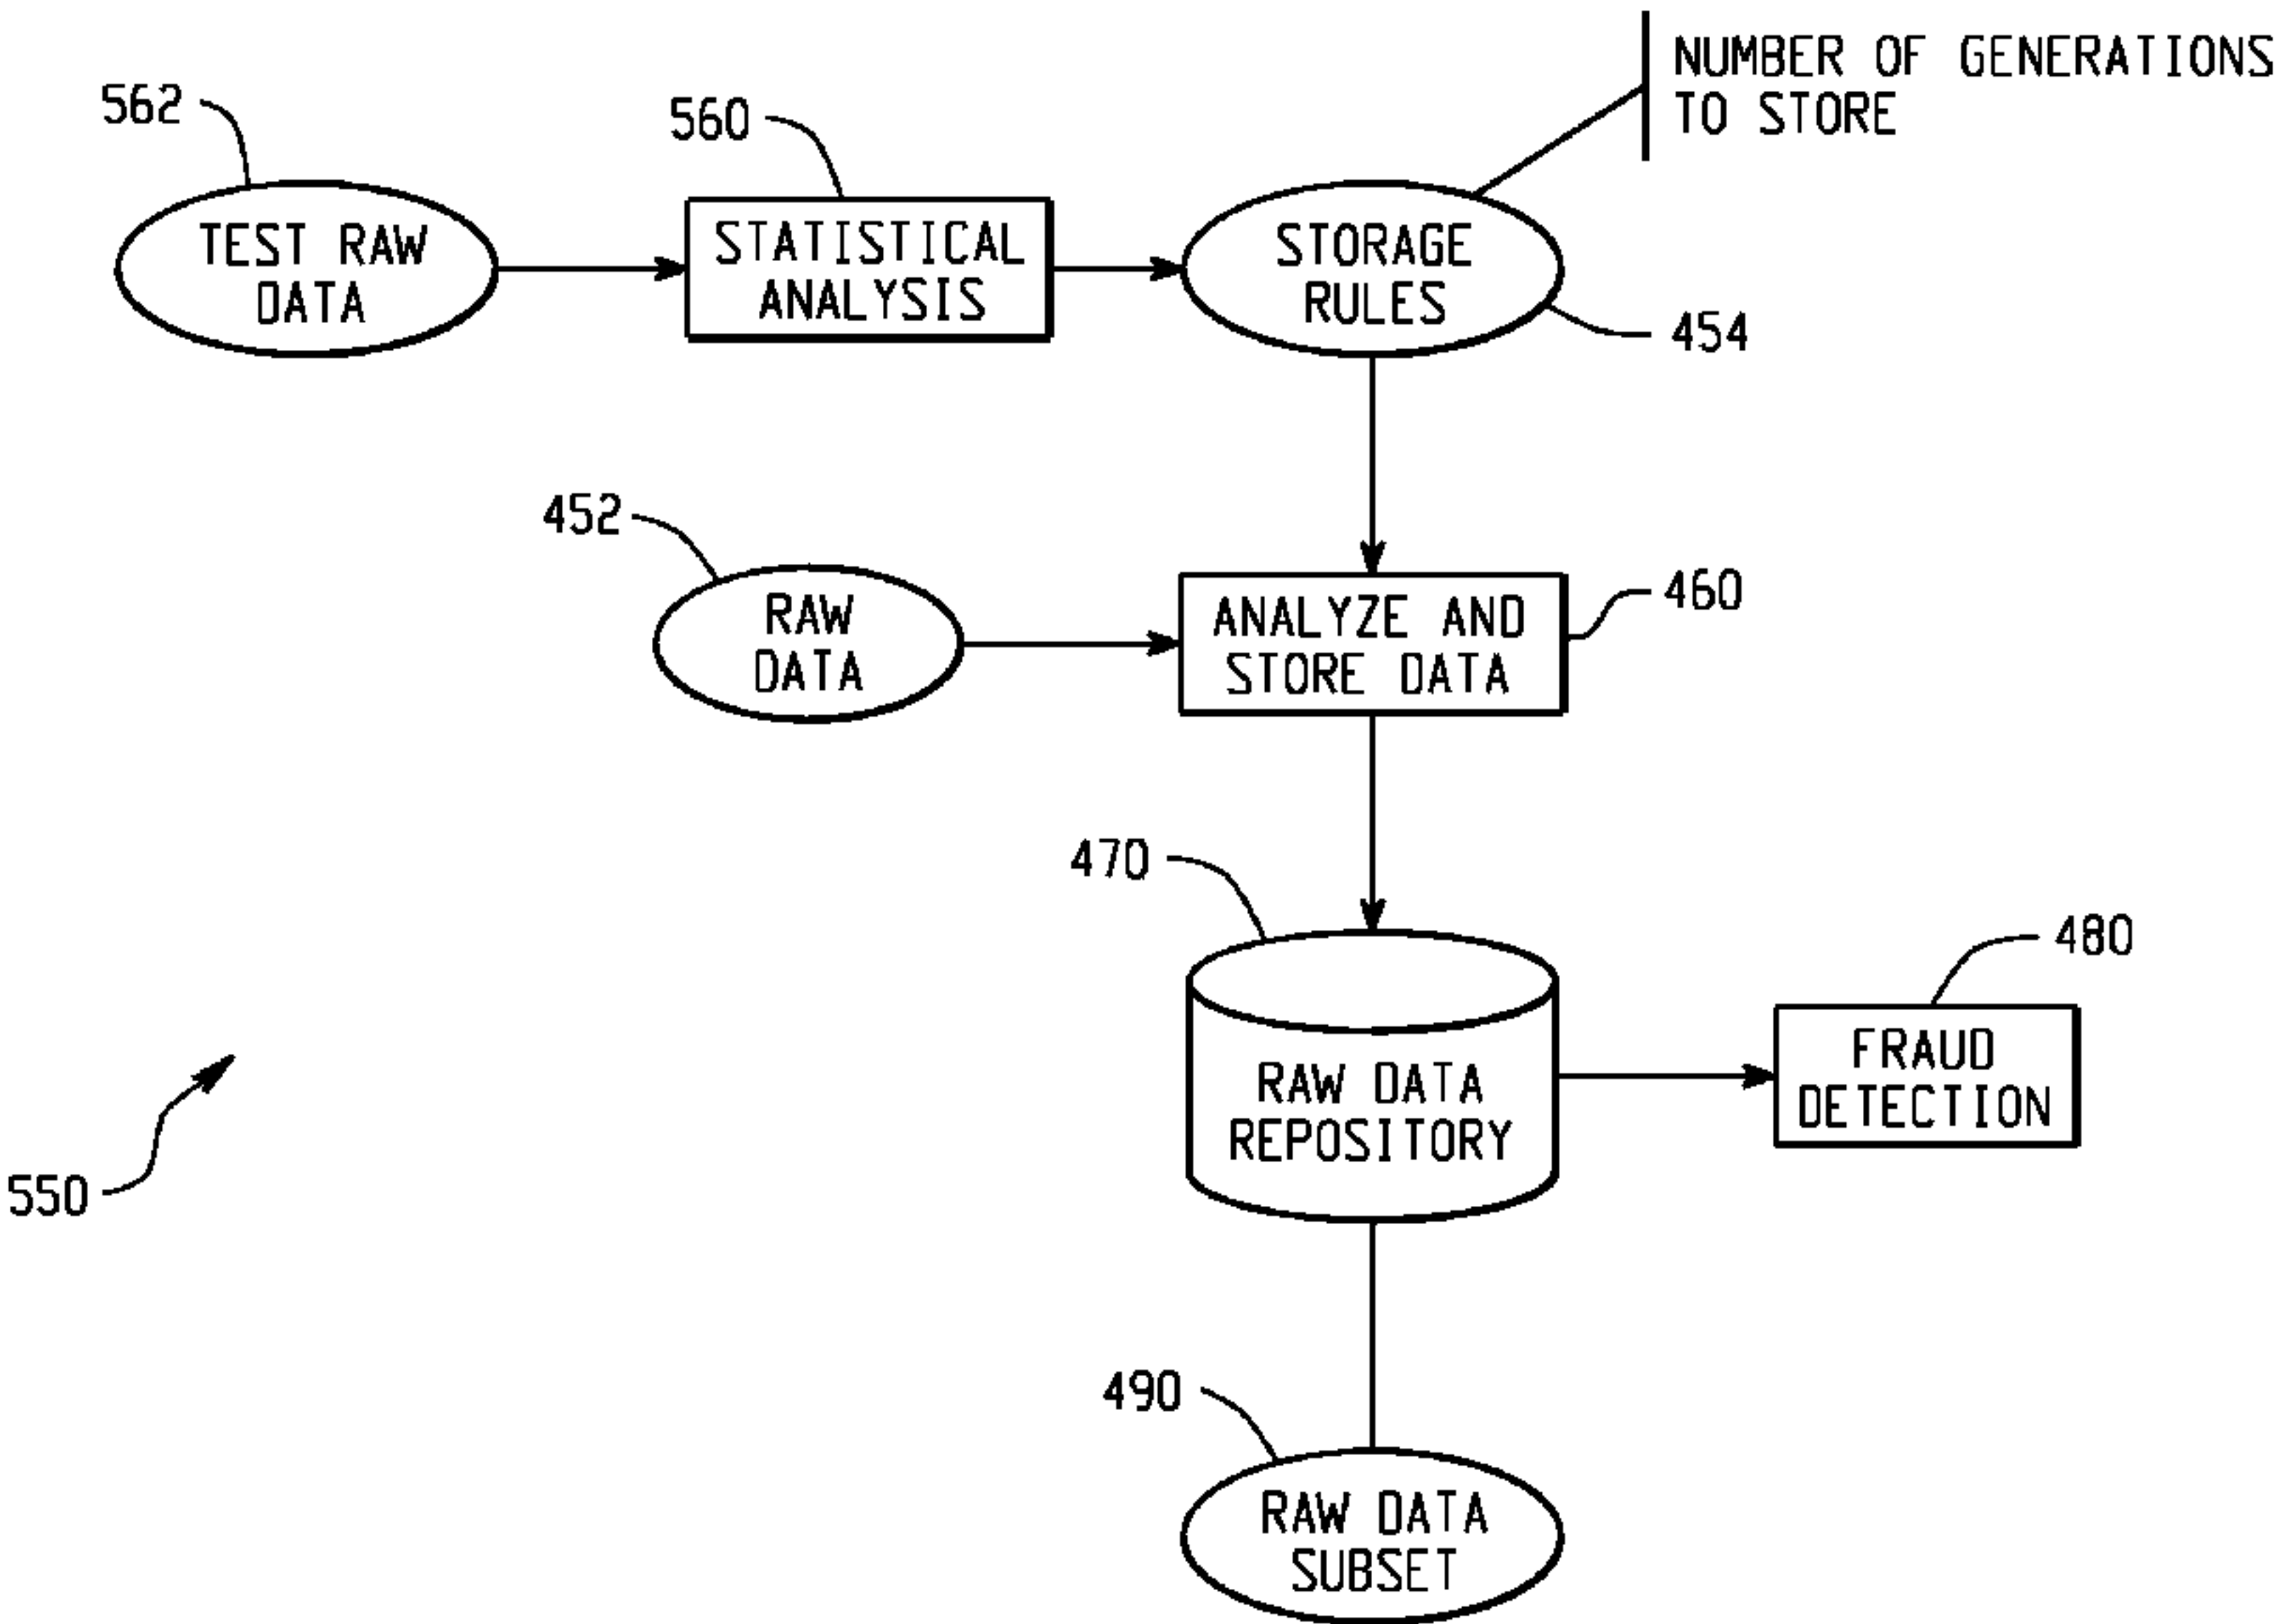 NUMBER OF GENERATIONS
TO STORE
562
560
TEST RAW
DATA
STATISTICAL
ANALYSIS
STORAGE
RULES
454
452
RAW
DATA
ANALYZE AND
STORE DATA
460
470
480
RAW DATA
REPOSITORY
FRAUD
DETECTION
550
490
RAW DATA
SUBSET